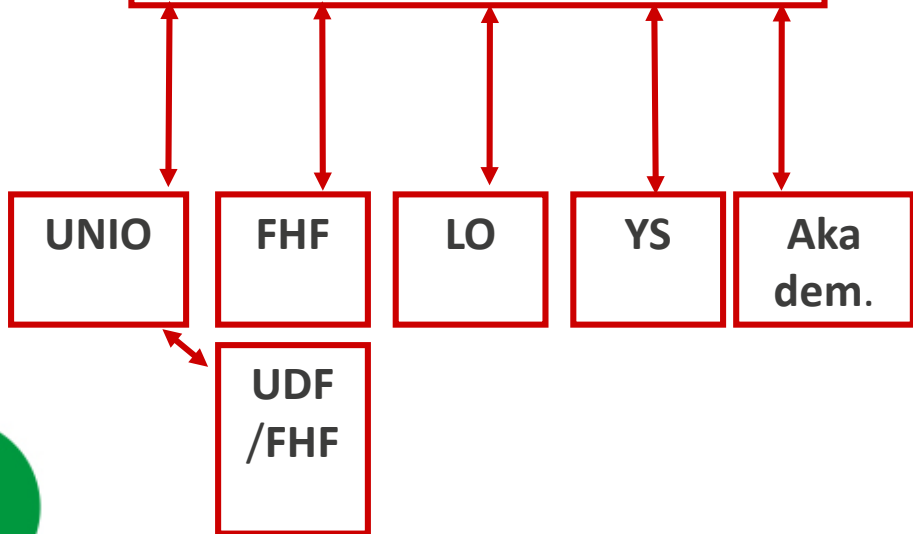 UNIO
FHF
LO
YS
Aka
dem.
UDF
/FHF